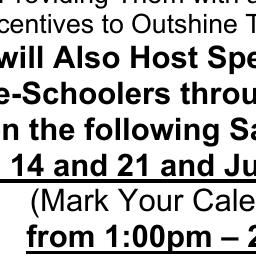 Providing Them with a
centives to Outshine T
will Also Host Spe
e-Schoolers throu
n the following Sa
14 and 21 and Ju
(Mark Your Cale
from 1:00pm – 2